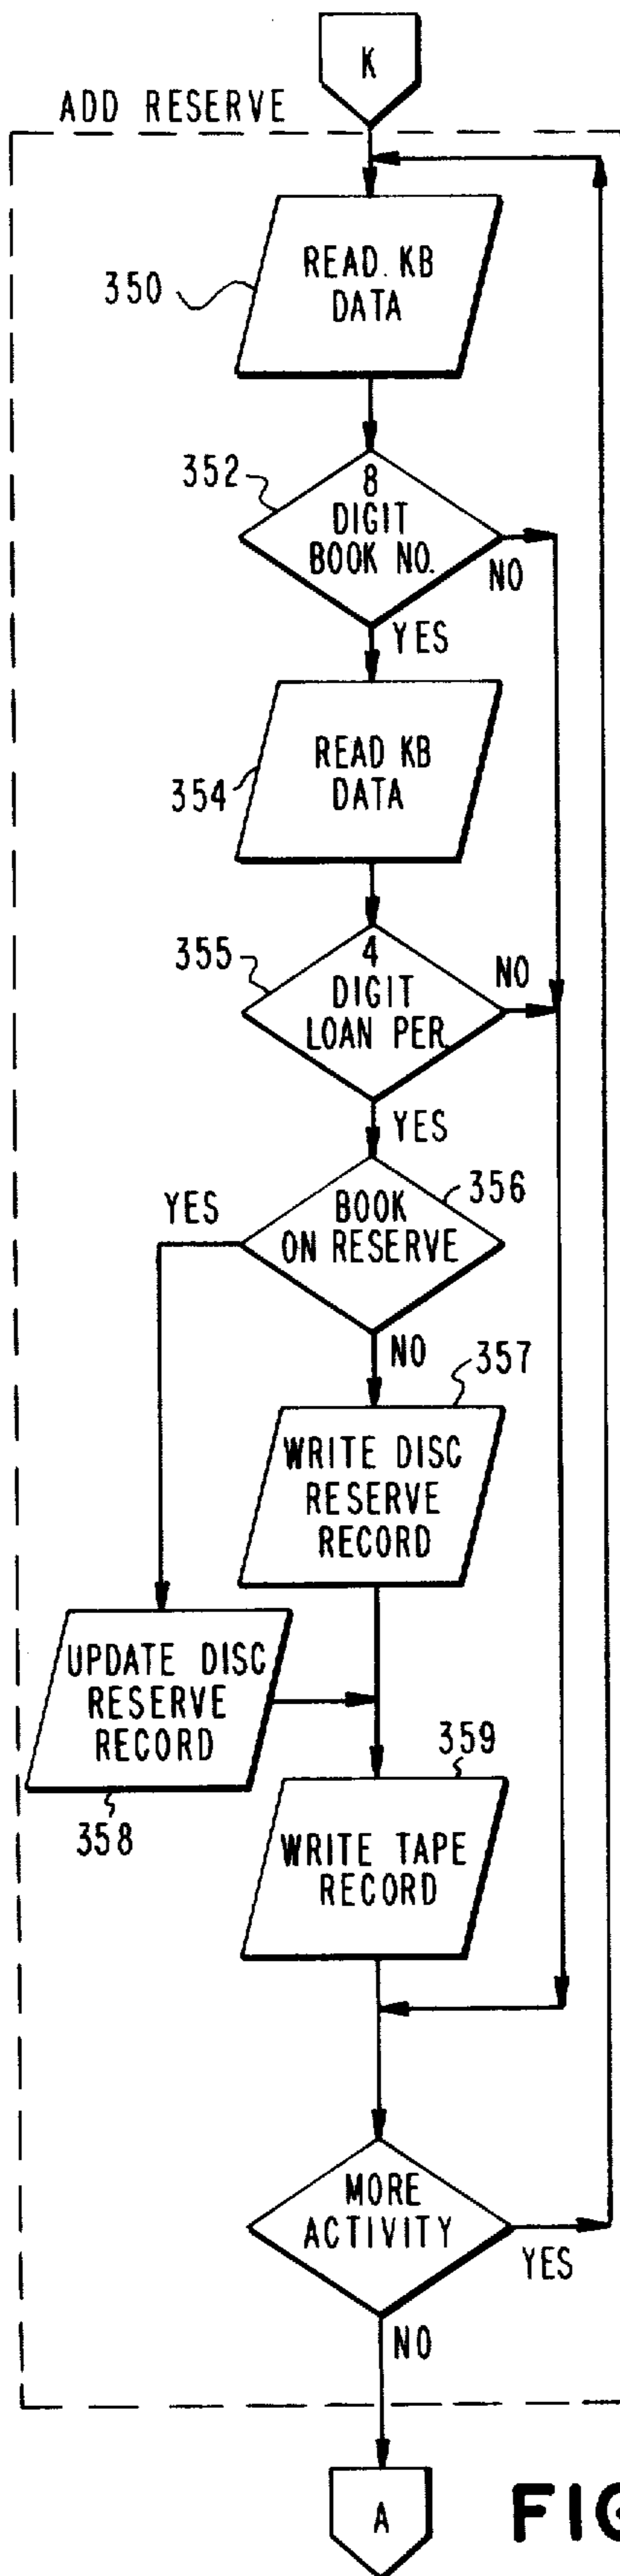 K
ADD RESERVE
READ KB
DATA
350
352
8
DIGIT
BOOK NO.
NO
YES
READ KB
DATA
354
355
4
DIGIT
LOAN PER.
NO
YES
356
BOOK
ON RESERVE
YES
NO
357
WRITE DISC
RESERVE
RECORD
UPDATE DISC
RESERVE
RECORD
358
359
WRITE TAPE
RECORD
MORE
ACTIVITY
YES
NO
A